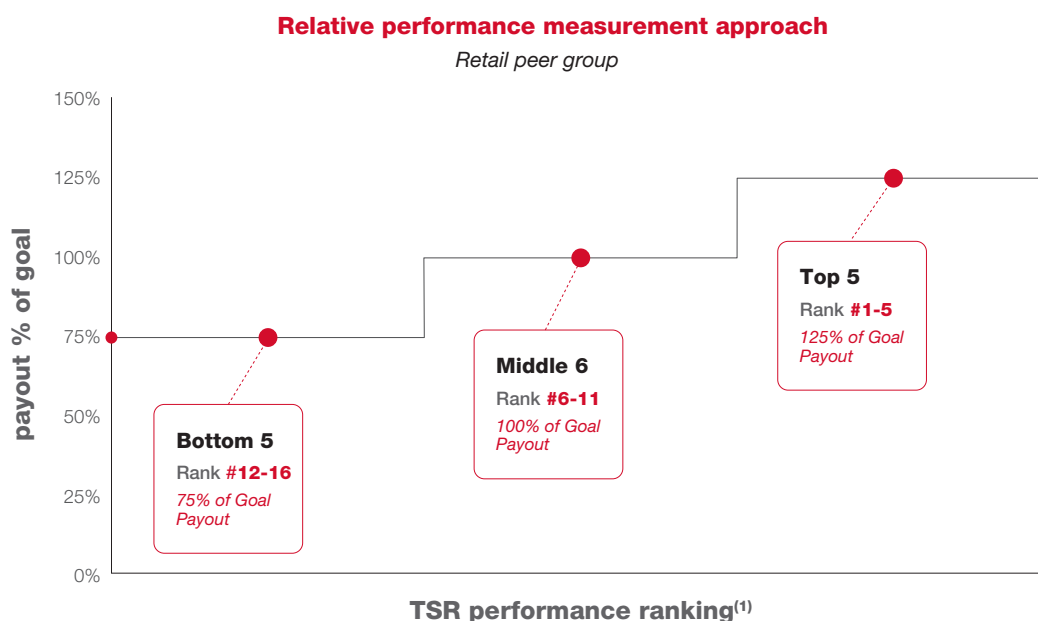 Relative performance measurement approach
Retail peer group
payout % of goal
150%
125%
100%
75%
50%
25%
0%
Bottom 5
Rank #12-16
75% of Goal
Payout
Middle 6
Rank #6-11
100% of Goal
Payout
Top 5
Rank #1-5
125% of Goal
Payout
TSR performance ranking(1)